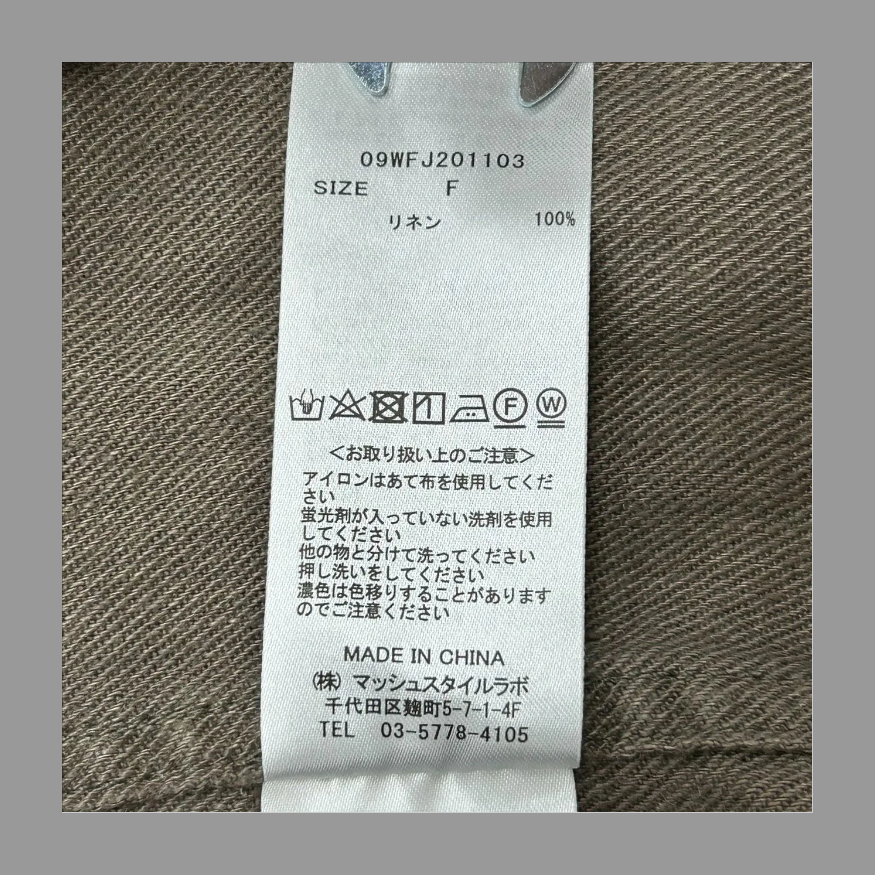 09WFJ201103
SIZE F
リネン 100%
F W
<お取り扱い上のご注意>
アイロンはあて布を使用してくだ
さい
蛍光剤が入っていない洗剤を使用
してください
他の物と分けて洗ってください
押し洗いをしてください
濃色は色移りすることがあります
のでご注意ください
MADE IN CHINA
(株) マッシュスタイルラボ
千代田区麹町5-7-1-4F
TEL 03-5778-4105